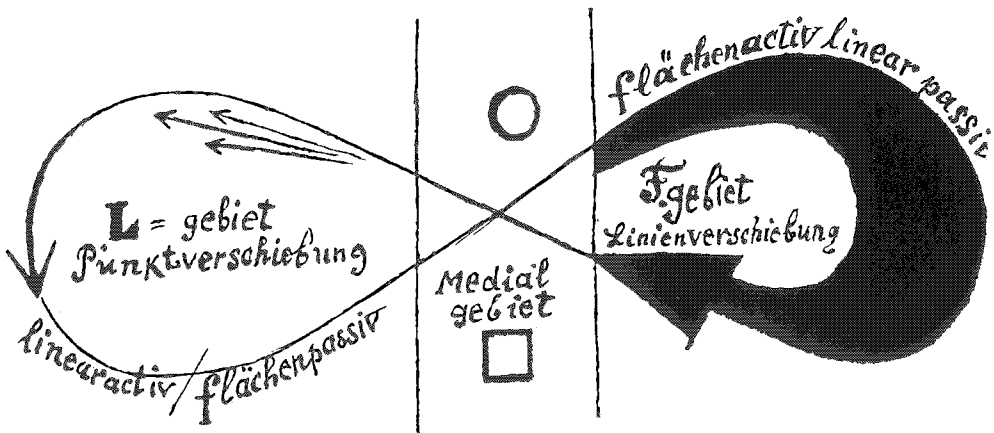 L = gebiet
Punktverschiebung
linearactiv / flächenpassiv
Medial
gebiet
flächenactiv linear passiv
F.gebiet
Linienverschiebung